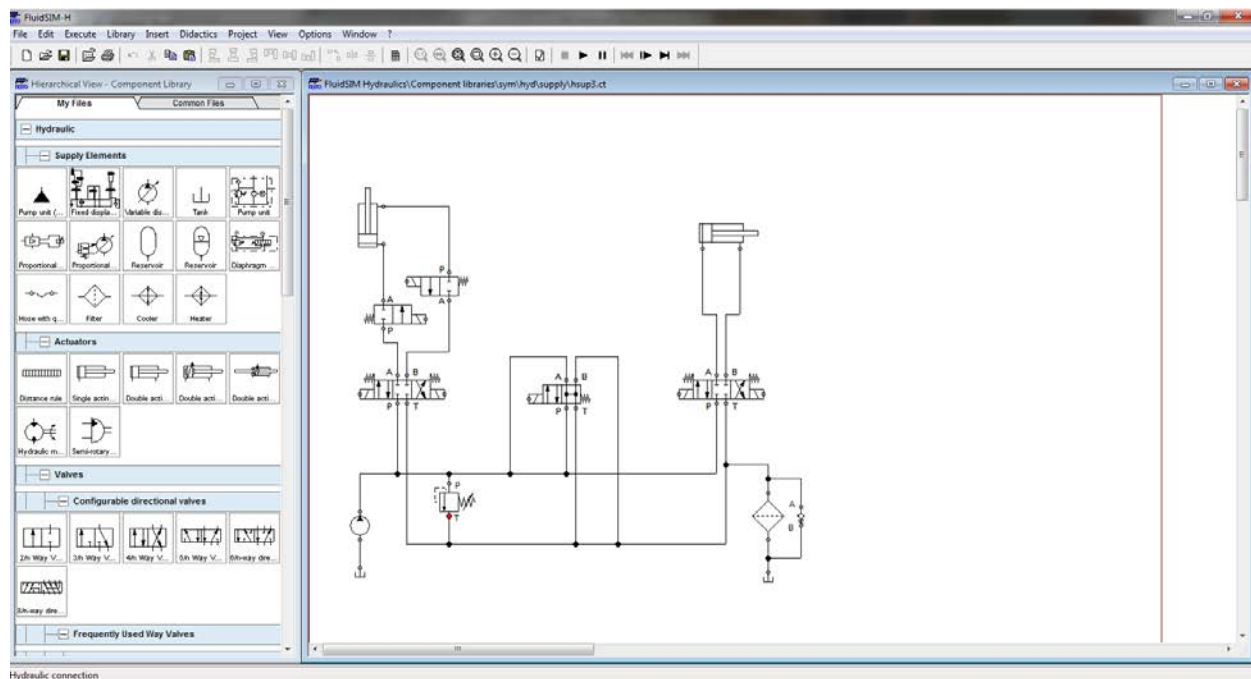 FluidSIM-H
File Edit Execute Library Insert Didactics Project View Options Window ?
Hierarchical View - Component Library
FluidSIM Hydraulics\Component libraries\sym\hyd\supply\hsup3.ct
My Files Common Files
Hydraulic
Supply Elements
Pump unit (... Fixed displa... Variable dis... Tank Pump unit
Proportional... Proportional... Reservoir Reservoir Diaphragm ...
Hose with q... Filter Cooler Heater
Actuators
Distance rule Single actin... Double acti... Double acti... Double acti...
Hydraulic m... Semi-rotary...
Valves
Configurable directional valves
2/n Way V... 3/n Way V... 4/n Way V... 5/n Way V... 6/n-way dire...
8/n-way dire...
Frequently Used Way Valves
P
A
A
P
A B
P T
A B
P T
A B
P T
P
T
A
B
Hydraulic connection